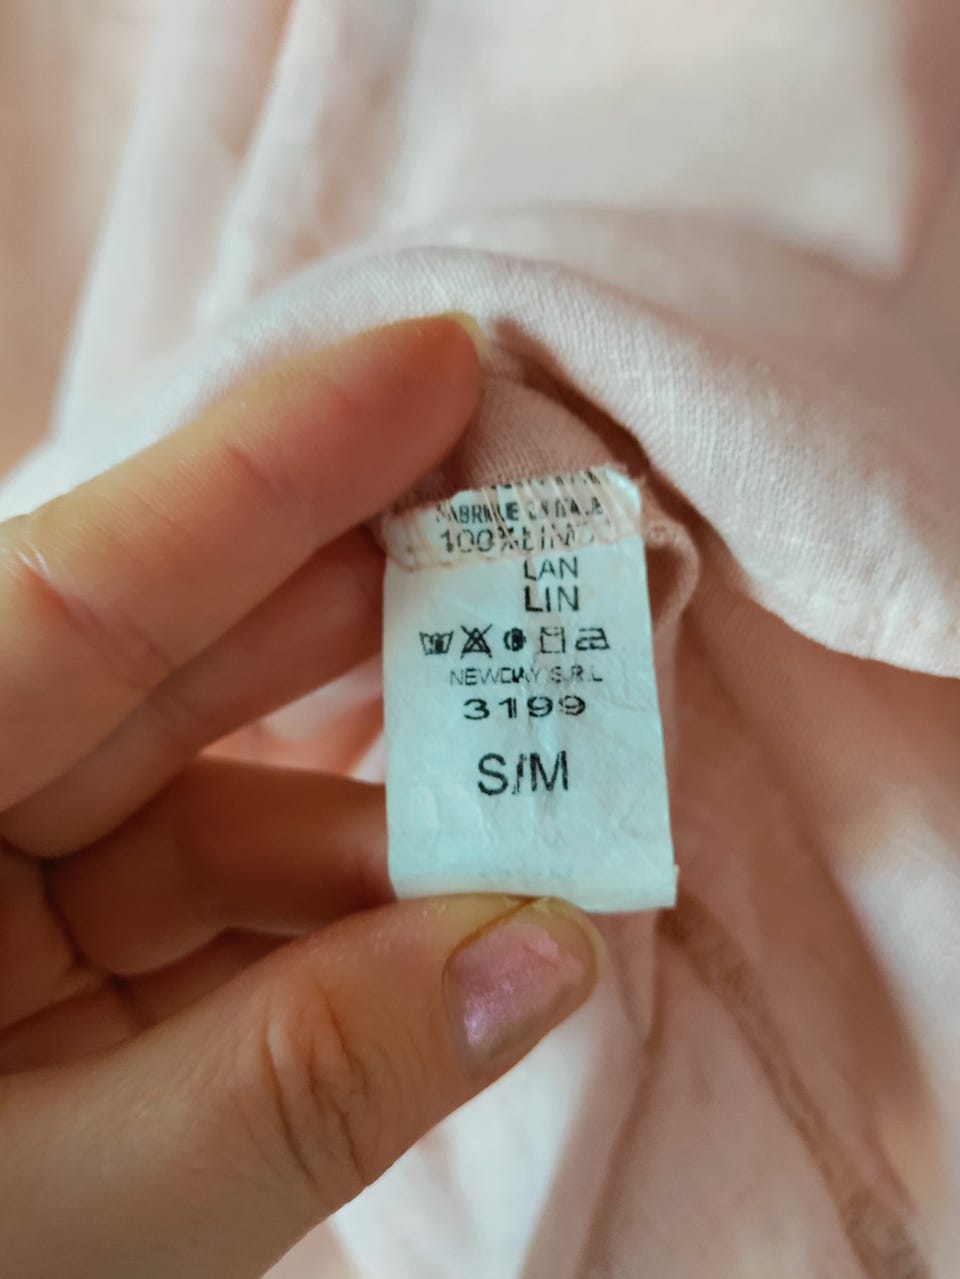 100% LINO
LAN
LIN
NEWDAY S.R.L
3199
S/M